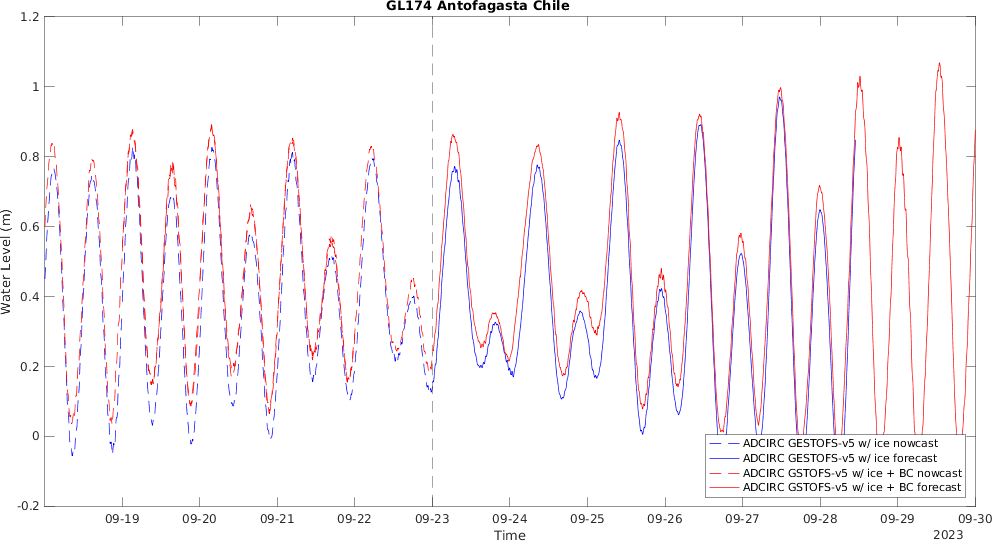 GL174 Antofagasta Chile
1.2
1
0.8
0.6
0.4
0.2
0
-0.2
Water Level (m)
ADCIRC GESTOFS-v5 w/ ice nowcast
ADCIRC GESTOFS-v5 w/ ice forecast
ADCIRC GSTOFS-v5 w/ ice + BC nowcast
ADCIRC GSTOFS-v5 w/ ice + BC forecast
09-19 09-20 09-21 09-22 09-23 09-24 09-25 09-26 09-27 09-28 09-29 09-30
Time
2023